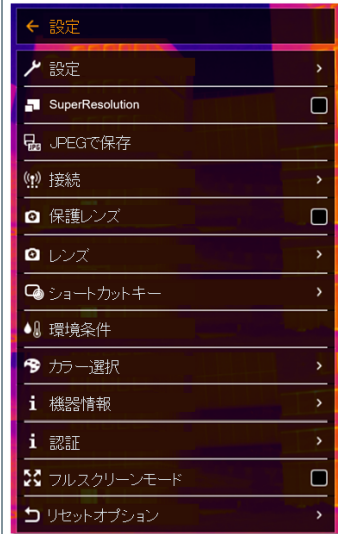 設定
設定
SuperResolution
JPEGで保存
接続
保護レンズ
レンズ
ショートカットキー
環境条件
カラー選択
機器情報
認証
フルスクリーンモード
リセットオプション